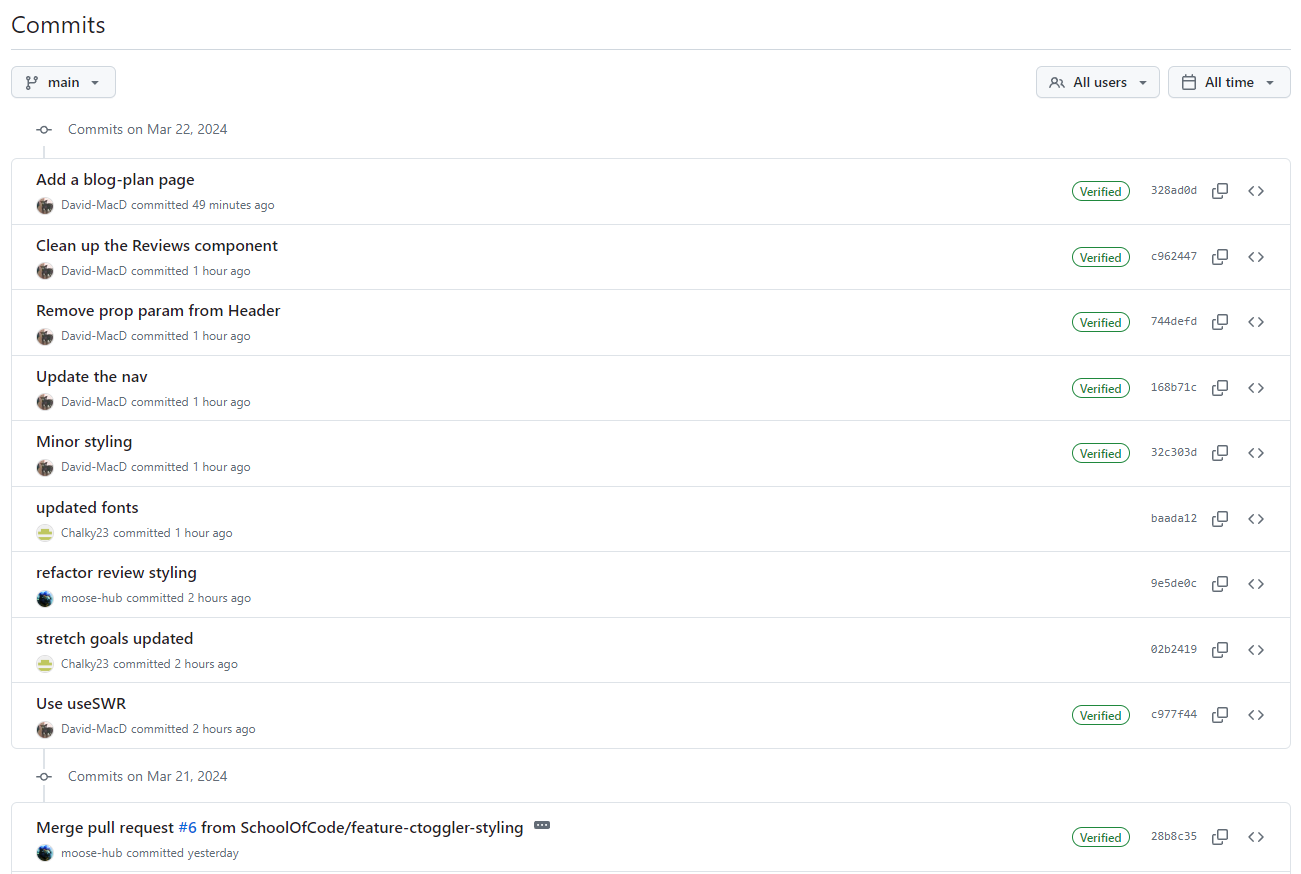 Commits
main
All users
All time
Commits on Mar 22, 2024
Add a blog-plan page
David-MacD committed 49 minutes ago
Verified
328ad0d
Clean up the Reviews component
David-MacD committed 1 hour ago
Verified
c962447
Remove prop param from Header
David-MacD committed 1 hour ago
Verified
744defd
Update the nav
David-MacD committed 1 hour ago
Verified
168b71c
Minor styling
David-MacD committed 1 hour ago
Verified
32c303d
updated fonts
Chalky23 committed 1 hour ago
baada12
refactor review styling
moose-hub committed 2 hours ago
9e5de0c
stretch goals updated
Chalky23 committed 2 hours ago
02b2419
Use useSWR
David-MacD committed 2 hours ago
Verified
c977f44
Commits on Mar 21, 2024
Merge pull request #6 from SchoolOfCode/feature-ctoggler-styling
moose-hub committed yesterday
Verified
28b8c35